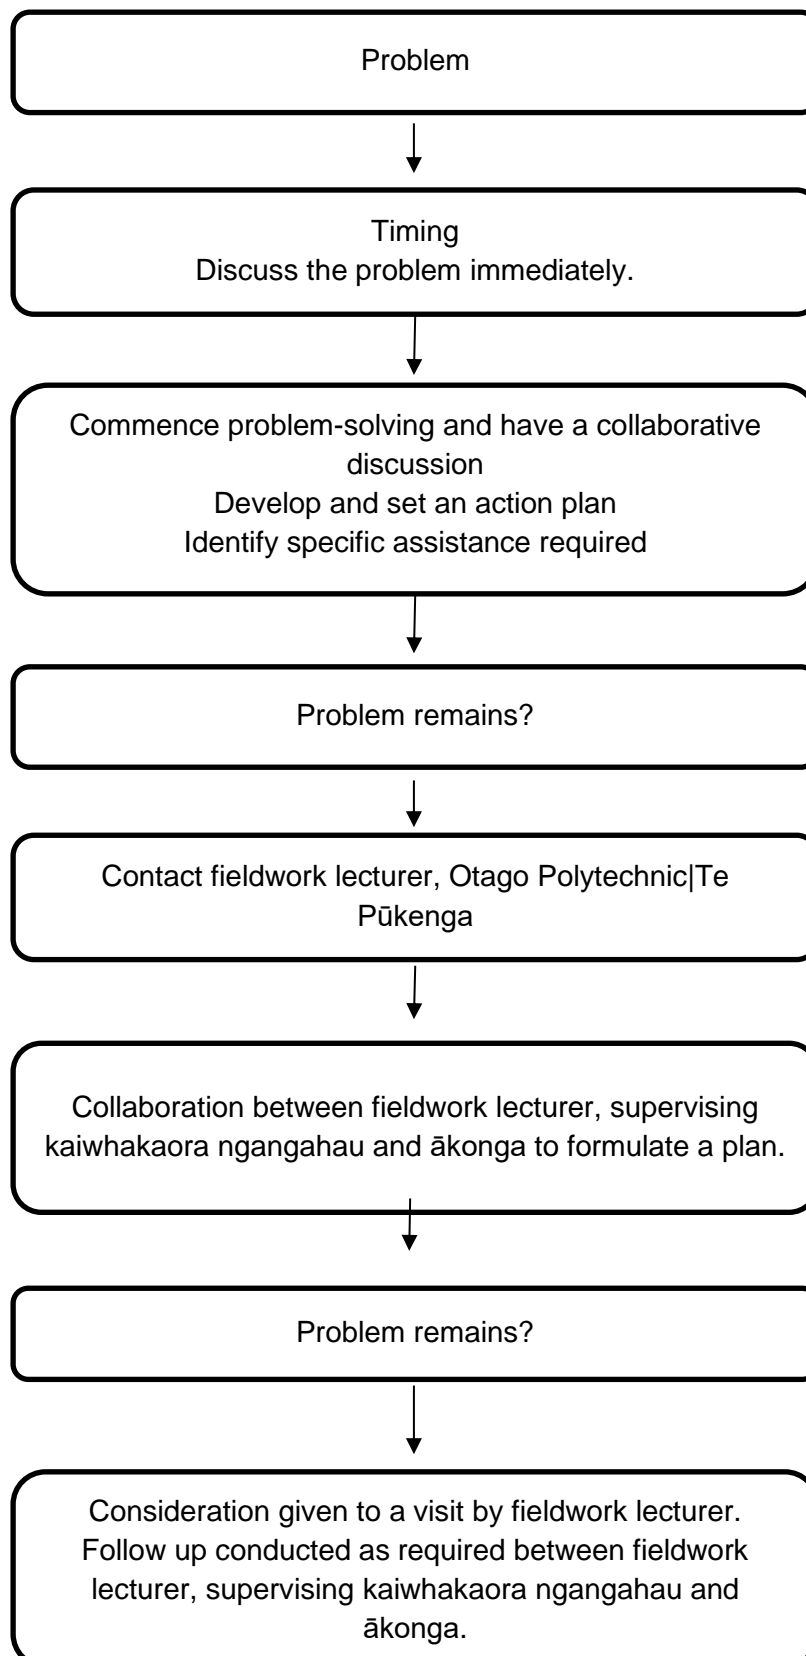 Problem
Timing
Discuss the problem immediately.
Commence problem-solving and have a collaborative
discussion
Develop and set an action plan
Identify specific assistance required
Problem remains?
Contact fieldwork lecturer, Otago Polytechnic|Te
Pūkenga
Collaboration between fieldwork lecturer, supervising
kaiwhakaora ngangahau and ākonga to formulate a plan.
Problem remains?
Consideration given to a visit by fieldwork lecturer.
Follow up conducted as required between fieldwork
lecturer, supervising kaiwhakaora ngangahau and
ākonga.